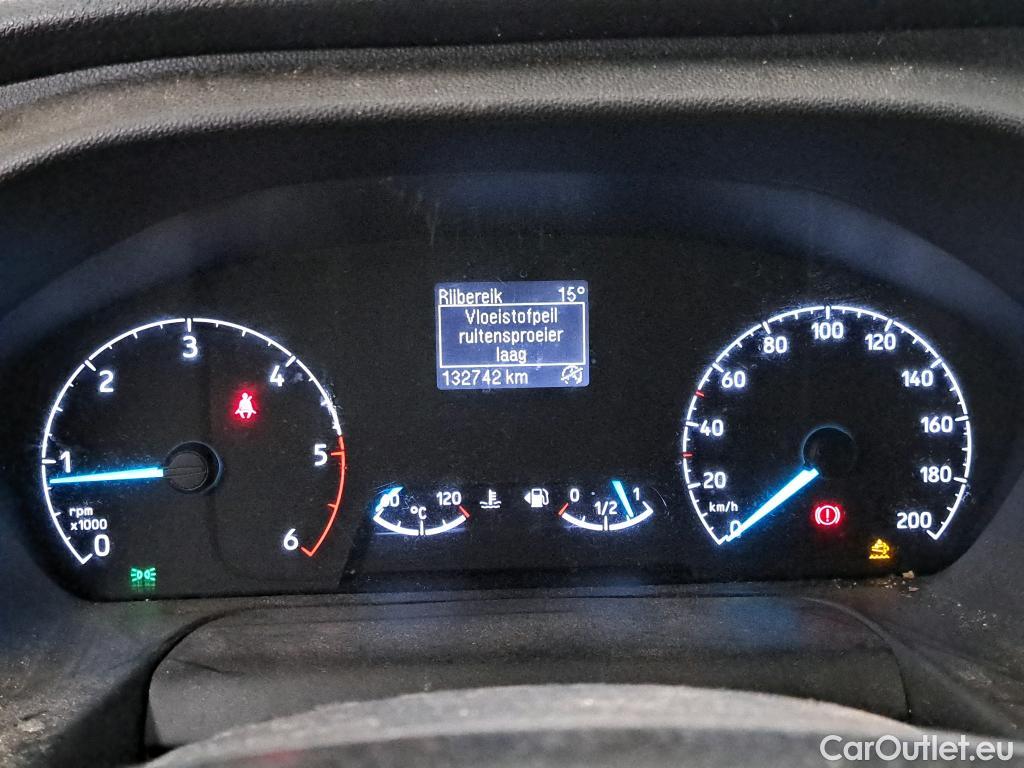 Rijbereik 15°
Vloeistofpeil
ruitensproeier
laag
132742 km
0 1 2 3 4 5 6
rpm
x1000
120
°C
0 1/2 1
0 20 40 60 80 100 120 140 160 180 200
km/h
CarOutlet.eu